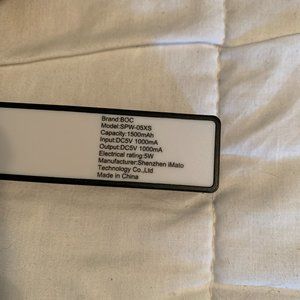 Brand:BOC
Model:SPW-05XS
Capacity:1500mAh
Input:DC5V 1000mA
Output:DC5V 1000mA
Electrical rating:5W
Manufacturer:Shenzhen iMato
Technology Co.,Ltd
Made in China